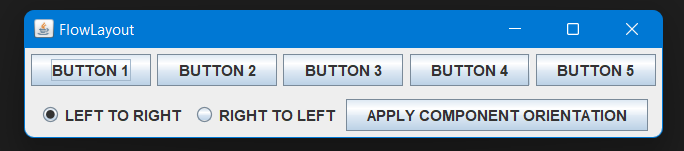 FlowLayout
BUTTON 1 BUTTON 2 BUTTON 3 BUTTON 4 BUTTON 5
LEFT TO RIGHT RIGHT TO LEFT APPLY COMPONENT ORIENTATION